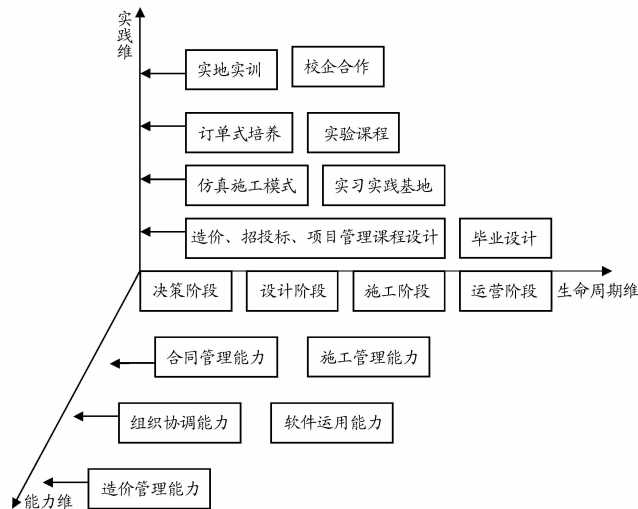 实践维
实地实训
校企合作
订单式培养
实验课程
仿真施工模式
实习实践基地
造价、招投标、项目管理课程设计
毕业设计
决策阶段
设计阶段
施工阶段
运营阶段
生命周期维
合同管理能力
施工管理能力
组织协调能力
软件运用能力
造价管理能力
能力维